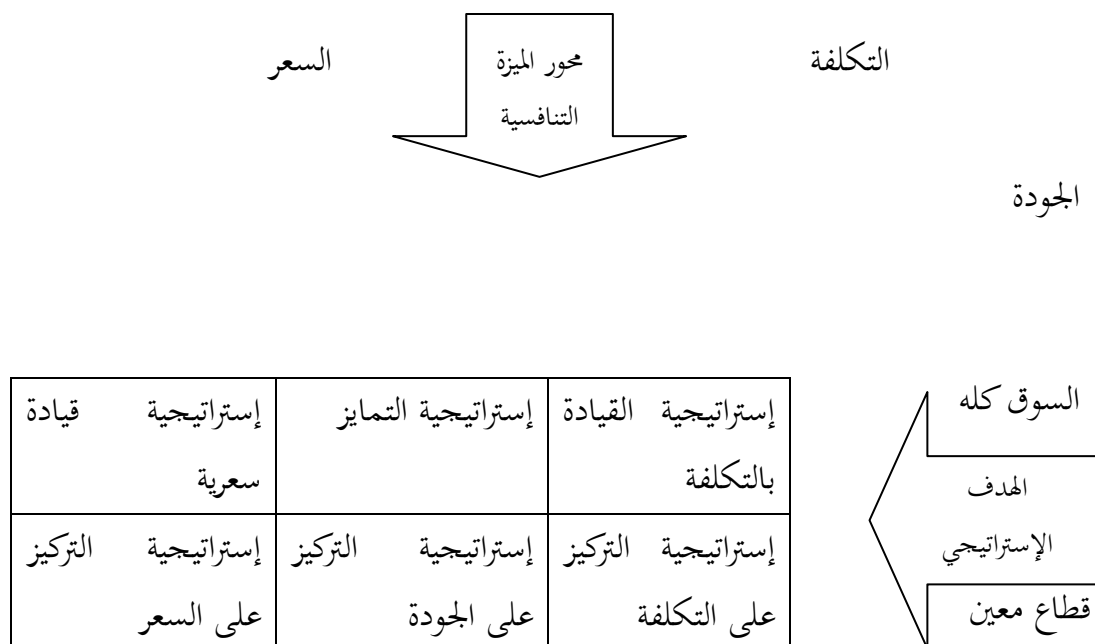 التكلفة
محور الميزة
السعر
التنافسية
الجودة
السوق كله
إستراتيجية القيادة
إستراتيجية التمايز
إستراتيجية قيادة
بالتكلفة
سعرية
الهدف
الإستراتيجي
إستراتيجية التركيز
إستراتيجية التركيز
إستراتيجية التركيز
قطاع معين
على التكلفة
على الجودة
على السعر